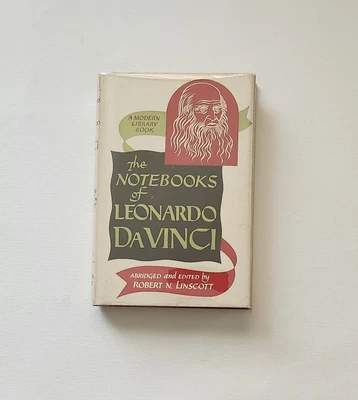 A MODERN
LIBRARY
BOOK
the
NOTEBOOKS
of
LEONARDO
DA VINCI
ABRIDGED and EDITED by
ROBERT N. LINSCOTT